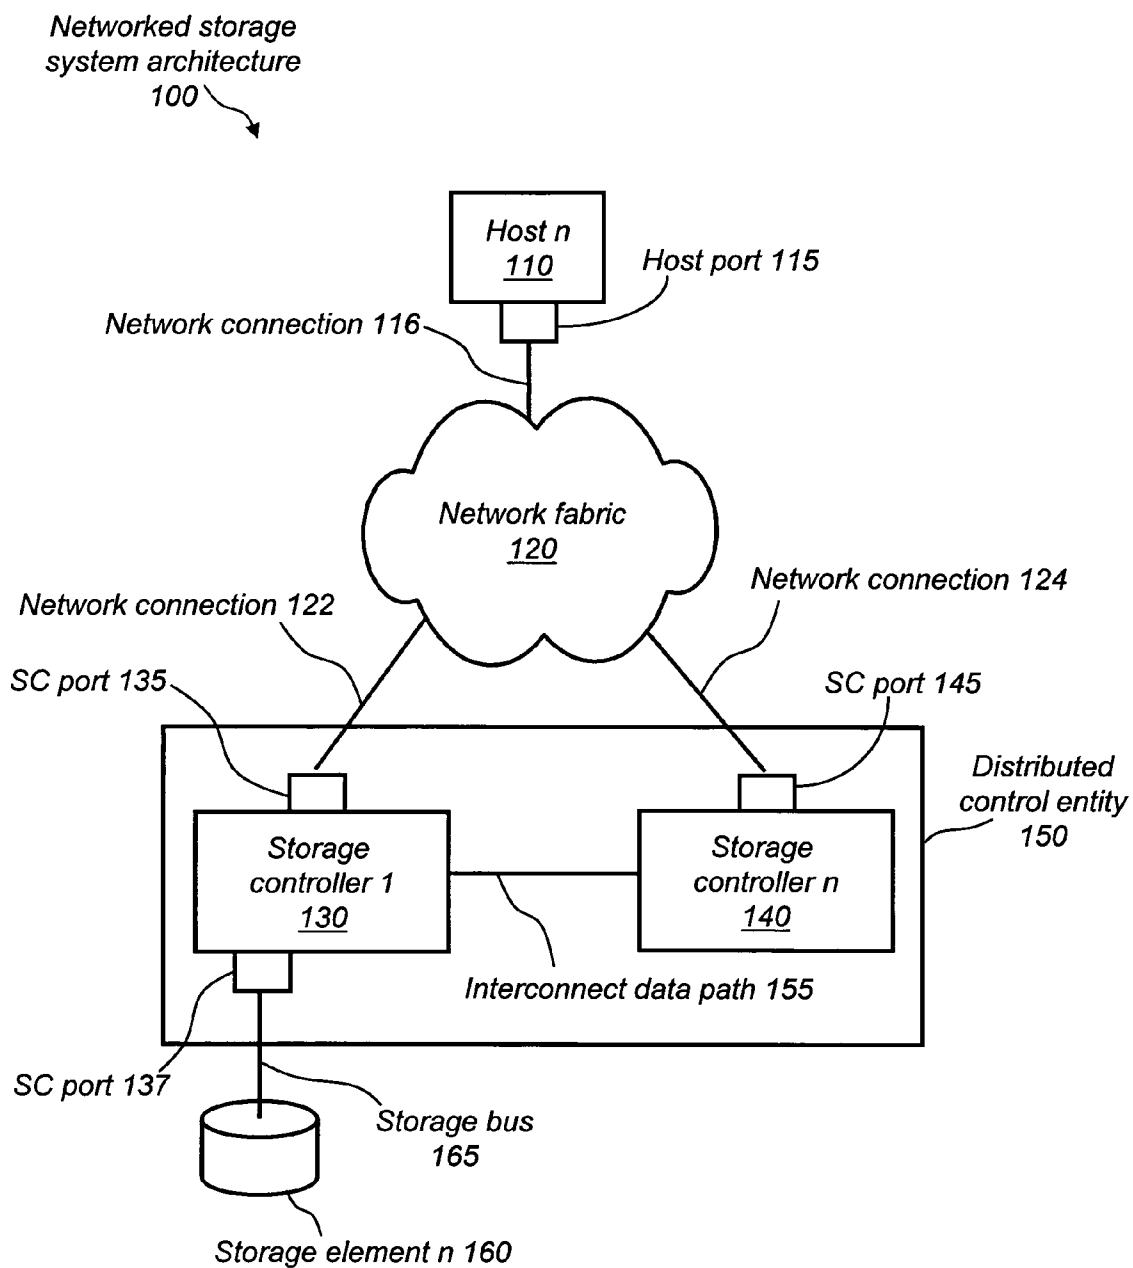 Networked storage
system architecture
100
Host n
110
Host port 115
Network connection 116
Network fabric
120
Network connection 124
Network connection 122
SC port 135
SC port 145
Distributed
control entity
150
Storage
controller 1
130
Storage
controller n
140
Interconnect data path 155
SC port 137
Storage bus
165
Storage element n 160